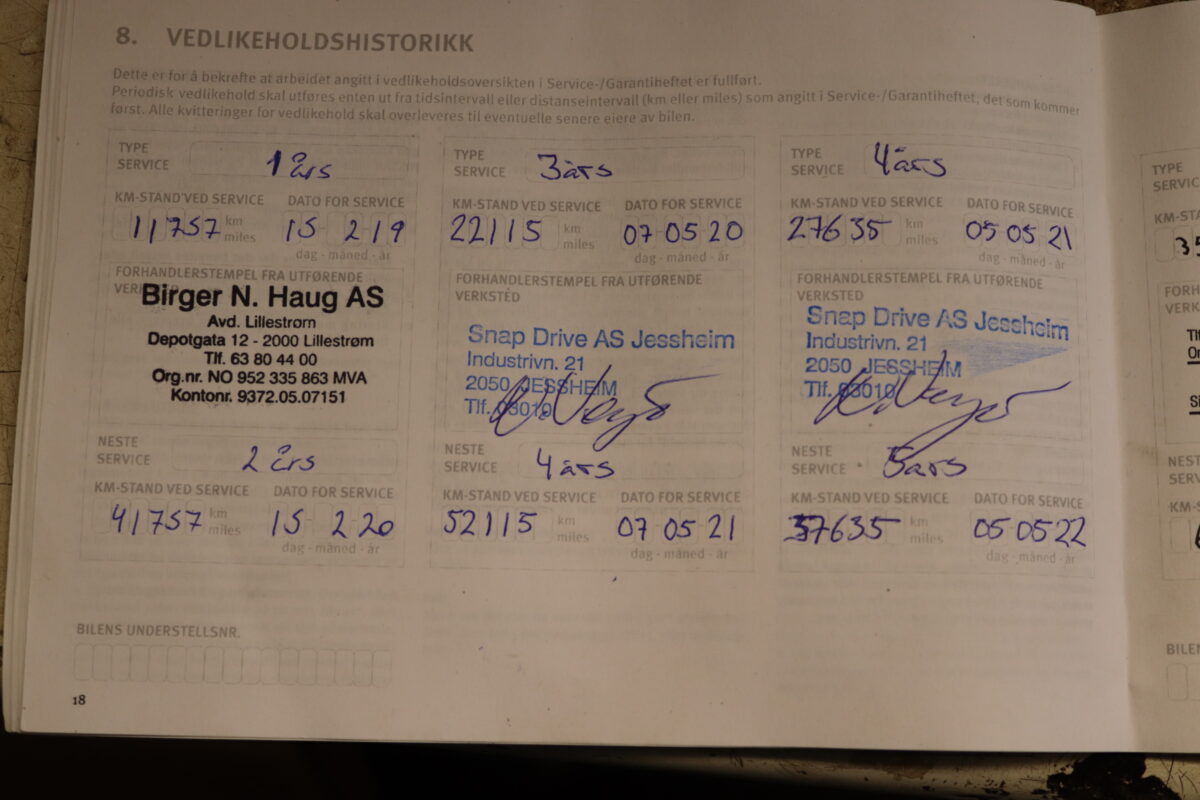 8. VEDLIKEHOLDSHISTORIKK
Dette er for å bekrefte at arbeidet angitt i vedlikeholdsoversikten i Service-/Garantiheftet er fullført.
Periodisk vedlikehold skal utføres enten ut fra tidsintervall eller distanseintervall (km eller miles) som angitt i Service-/Garantiheftet, det som kommer
først. Alle kvitteringer for vedlikehold skal overleveres til eventuelle senere eiere av bilen.
TYPE SERVICE 1 års
KM-STAND VED SERVICE DATO FOR SERVICE
11757 km miles 15 2 19
dag - måned - år
FORHANDLERSTEMPEL FRA UTFØRENDE
Birger N. Haug AS
Avd. Lillestrøm
Depotgata 12 - 2000 Lillestrøm
Tlf. 63 80 44 00
Org.nr. NO 952 335 863 MVA
Kontonr. 9372.05.07151
NESTE SERVICE 2 års
KM-STAND VED SERVICE DATO FOR SERVICE
41757 km miles 15 2 20
dag - måned - år
TYPE SERVICE 3års
KM-STAND VED SERVICE DATO FOR SERVICE
22115 km miles 07 05 20
dag - måned - år
FORHANDLERSTEMPEL FRA UTFØRENDE
VERKSTED
Snap Drive AS Jessheim
Industrivn. 21
2050 JESSHEIM
Tlf. 03010
NESTE SERVICE 4års
KM-STAND VED SERVICE DATO FOR SERVICE
52115 km miles 07 05 21
dag - måned - år
TYPE SERVICE 4års
KM-STAND VED SERVICE DATO FOR SERVICE
27635 km miles 05 05 21
dag - måned - år
FORHANDLERSTEMPEL FRA UTFØRENDE
VERKSTED
Snap Drive AS Jessheim
Industrivn. 21
2050 JESSHEIM
Tlf. 03010
NESTE SERVICE 5års
KM-STAND VED SERVICE DATO FOR SERVICE
37635 km miles 05 05 22
dag - måned - år
BILENS UNDERSTELLSNR.
18
TYPE